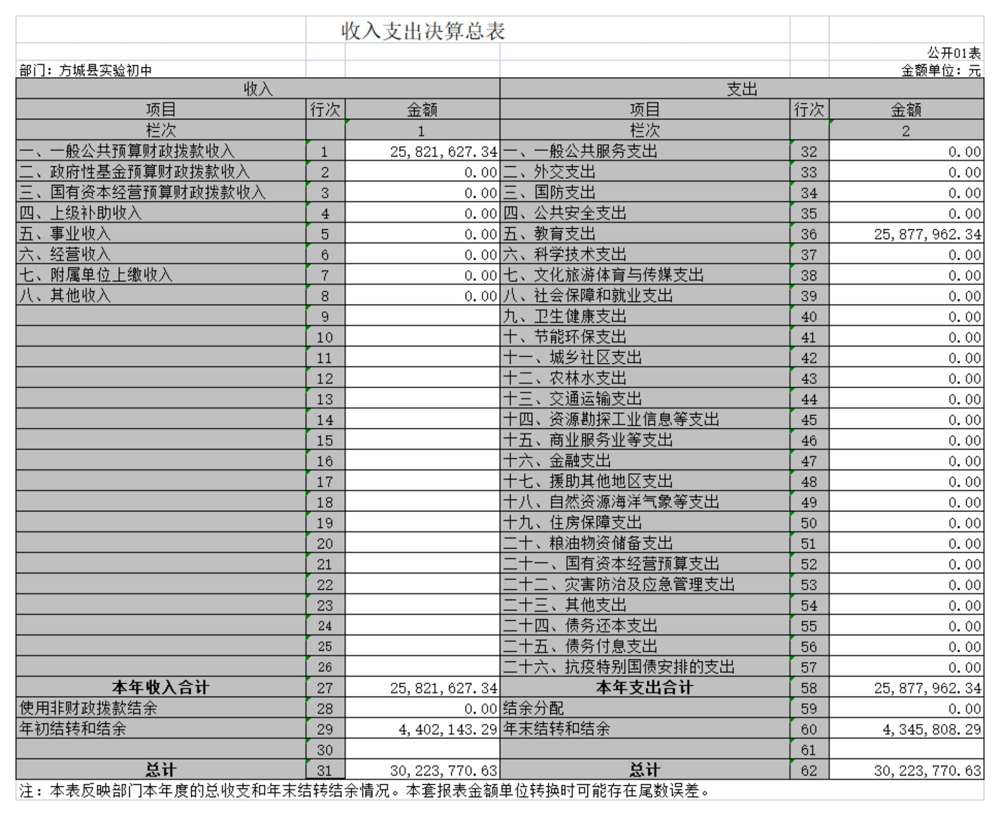 收入支出决算总表
公开01表
部门：方城县实验初中 金额单位：元
收入 支出
项目 行次 金额 项目 行次 金额
栏次 1 栏次 2
一、一般公共预算财政拨款收入 1 25,821,627.34 一、一般公共服务支出 32 0.00
二、政府性基金预算财政拨款收入 2 0.00 二、外交支出 33 0.00
三、国有资本经营预算财政拨款收入 3 0.00 三、国防支出 34 0.00
四、上级补助收入 4 0.00 四、公共安全支出 35 0.00
五、事业收入 5 0.00 五、教育支出 36 25,877,962.34
六、经营收入 6 0.00 六、科学技术支出 37 0.00
七、附属单位上缴收入 7 0.00 七、文化旅游体育与传媒支出 38 0.00
八、其他收入 8 0.00 八、社会保障和就业支出 39 0.00
9 九、卫生健康支出 40 0.00
10 十、节能环保支出 41 0.00
11 十一、城乡社区支出 42 0.00
12 十二、农林水支出 43 0.00
13 十三、交通运输支出 44 0.00
14 十四、资源勘探工业信息等支出 45 0.00
15 十五、商业服务业等支出 46 0.00
16 十六、金融支出 47 0.00
17 十七、援助其他地区支出 48 0.00
18 十八、自然资源海洋气象等支出 49 0.00
19 十九、住房保障支出 50 0.00
20 二十、粮油物资储备支出 51 0.00
21 二十一、国有资本经营预算支出 52 0.00
22 二十二、灾害防治及应急管理支出 53 0.00
23 二十三、其他支出 54 0.00
24 二十四、债务还本支出 55 0.00
25 二十五、债务付息支出 56 0.00
26 二十六、抗疫特别国债安排的支出 57 0.00
本年收入合计 27 25,821,627.34 本年支出合计 58 25,877,962.34
使用非财政拨款结余 28 0.00 结余分配 59 0.00
年初结转和结余 29 4,402,143.29 年末结转和结余 60 4,345,808.29
30 61
总计 31 30,223,770.63 总计 62 30,223,770.63
注：本表反映部门本年度的总收支和年末结转结余情况。本套报表金额单位转换时可能存在尾数误差。